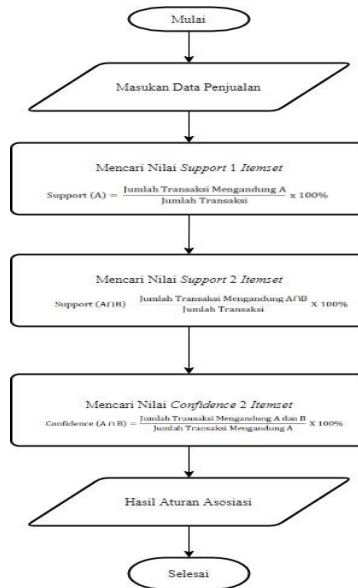 Mulai
Masukan Data Penjualan
Mencari Nilai Support 1 Itemset
Support (A) = Jumlah Transaksi Mengandung A / Jumlah Transaksi x 100%
Mencari Nilai Support 2 Itemset
Support (A∩B) Jumlah Transaksi Mengandung A∩B / Jumlah Transaksi X 100%
Mencari Nilai Confidence 2 Itemset
Confidence (A ∩ B) = Jumlah Transaksi Mengandung A dan B / Jumlah Transaksi Mengandung A X 100%
Hasil Aturan Asosiasi
Selesai